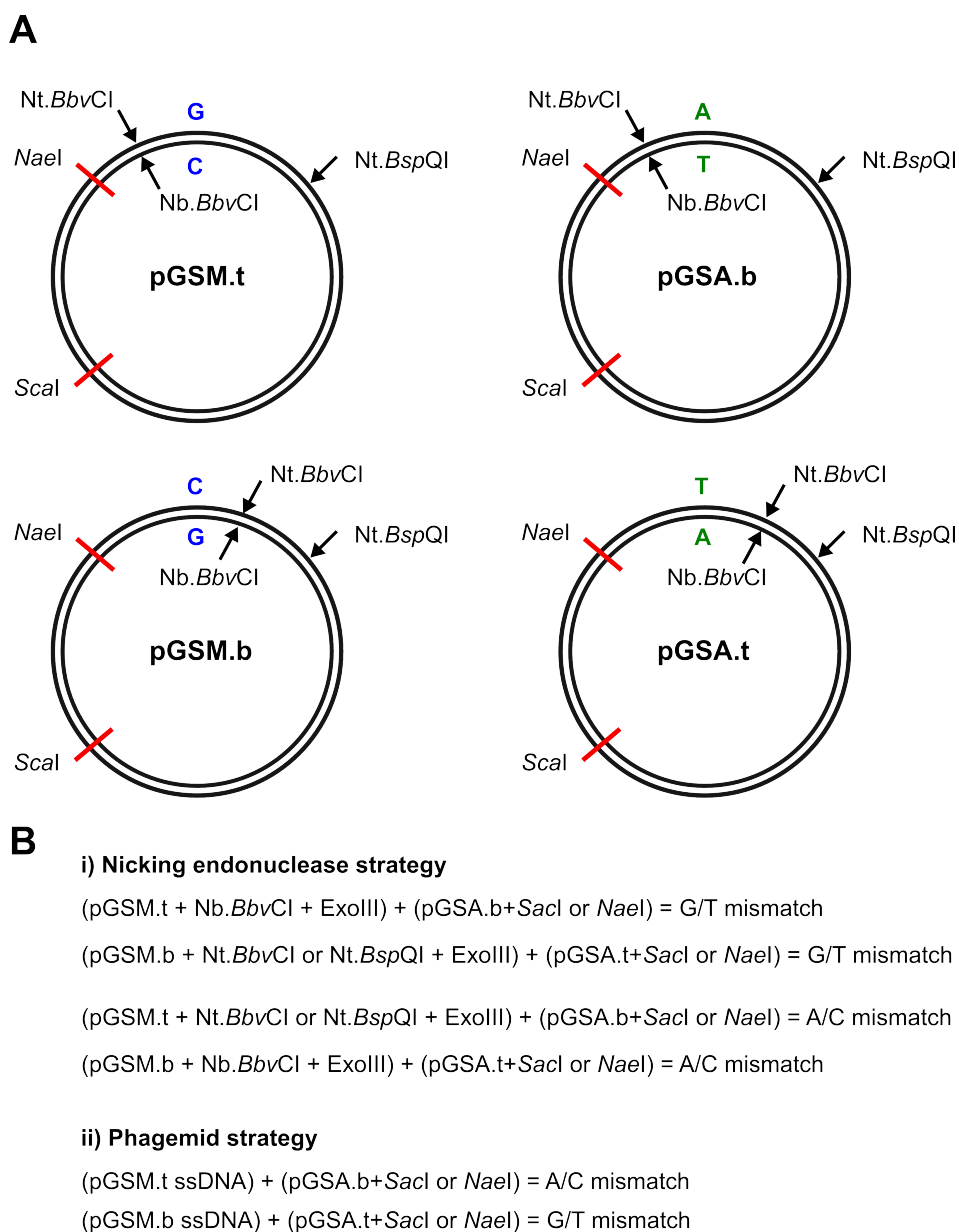 A
Nt.BbvCI
G
NaeI
C
Nt.BspQI
Nb.BbvCI
pGSM.t
ScaI
Nt.BbvCI
A
NaeI
T
Nt.BspQI
Nb.BbvCI
pGSA.b
ScaI
C
Nt.BbvCI
NaeI
G
Nt.BspQI
Nb.BbvCI
pGSM.b
ScaI
T
Nt.BbvCI
NaeI
A
Nt.BspQI
Nb.BbvCI
pGSA.t
ScaI
B
i) Nicking endonuclease strategy
(pGSM.t + Nb.BbvCI + ExoIII) + (pGSA.b+SacI or NaeI) = G/T mismatch
(pGSM.b + Nt.BbvCI or Nt.BspQI + ExoIII) + (pGSA.t+SacI or NaeI) = G/T mismatch
(pGSM.t + Nt.BbvCI or Nt.BspQI + ExoIII) + (pGSA.b+SacI or NaeI) = A/C mismatch
(pGSM.b + Nb.BbvCI + ExoIII) + (pGSA.t+SacI or NaeI) = A/C mismatch
ii) Phagemid strategy
(pGSM.t ssDNA) + (pGSA.b+SacI or NaeI) = A/C mismatch
(pGSM.b ssDNA) + (pGSA.t+SacI or NaeI) = G/T mismatch